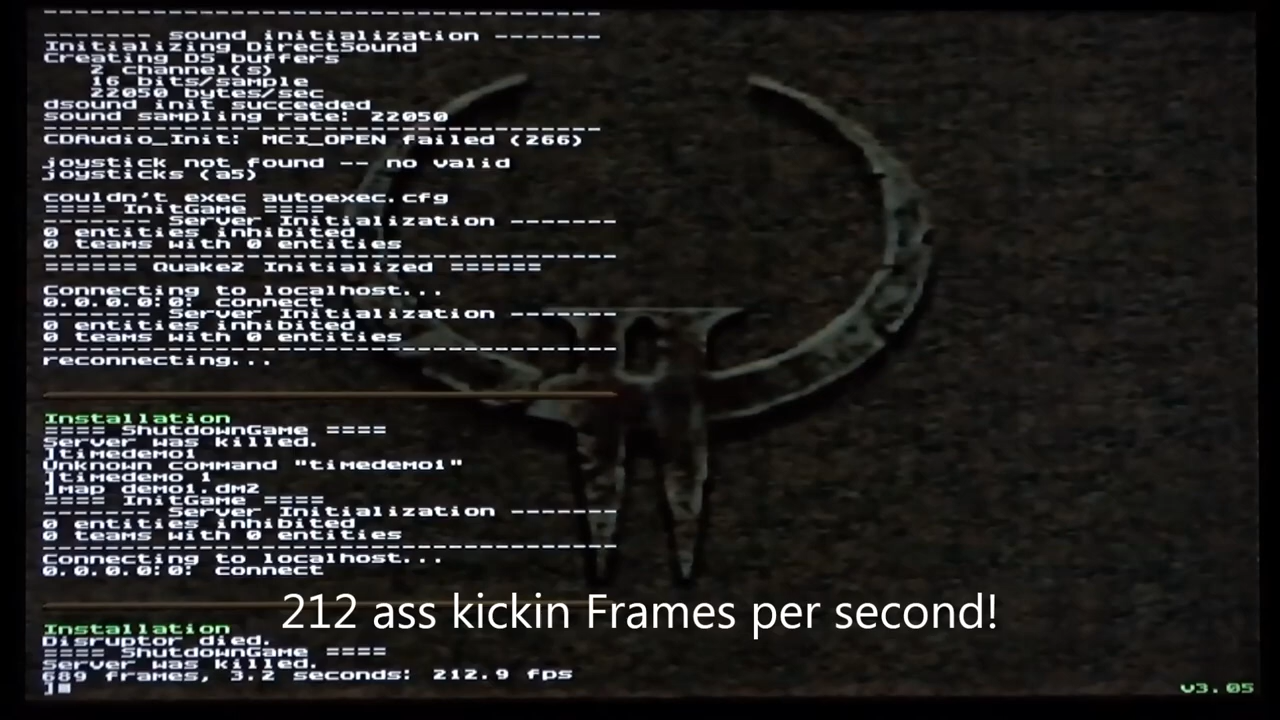 ------- sound initialization -------
Initializing DirectSound
Creating DS buffers
2 channel(s)
16 bits/sample
22050 bytes/sec
dsound init succeeded
sound sampling rate: 22050
CDAudio_Init: MCI_OPEN failed (266)
joystick not found -- no valid
joysticks (a5)
couldn't exec autoexec.cfg
==== InitGame ====
------- Server Initialization -------
0 entities inhibited
0 teams with 0 entities
====== Quake2 Initialized ======
Connecting to localhost...
0.0.0.0:0: connect
------- Server Initialization -------
0 entities inhibited
0 teams with 0 entities
reconnecting...
Installation
==== ShutdownGame ====
Server was killed.
]timedemo1
Unknown command "timedemo1"
]timedemo 1
]map demo1.dm2
==== InitGame ====
------- Server Initialization -------
0 entities inhibited
0 teams with 0 entities
Connecting to localhost...
0.0.0.0:0: connect
212 ass kickin Frames per second!
Installation
Disruptor died.
==== ShutdownGame ====
Server was killed.
689 frames, 3.2 seconds: 212.9 fps
]
v3.05